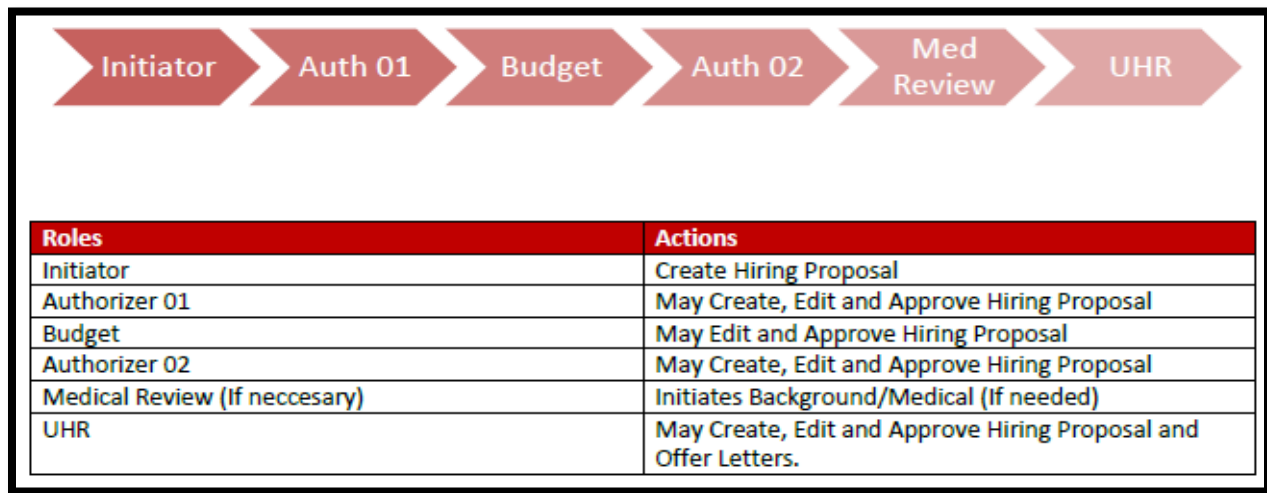 Initiator
Auth 01
Budget
Auth 02
Med
Review
UHR
Roles Actions
Initiator Create Hiring Proposal
Authorizer 01 May Create, Edit and Approve Hiring Proposal
Budget May Edit and Approve Hiring Proposal
Authorizer 02 May Create, Edit and Approve Hiring Proposal
Medical Review (If neccesary) Initiates Background/Medical (If needed)
UHR May Create, Edit and Approve Hiring Proposal and
Offer Letters.